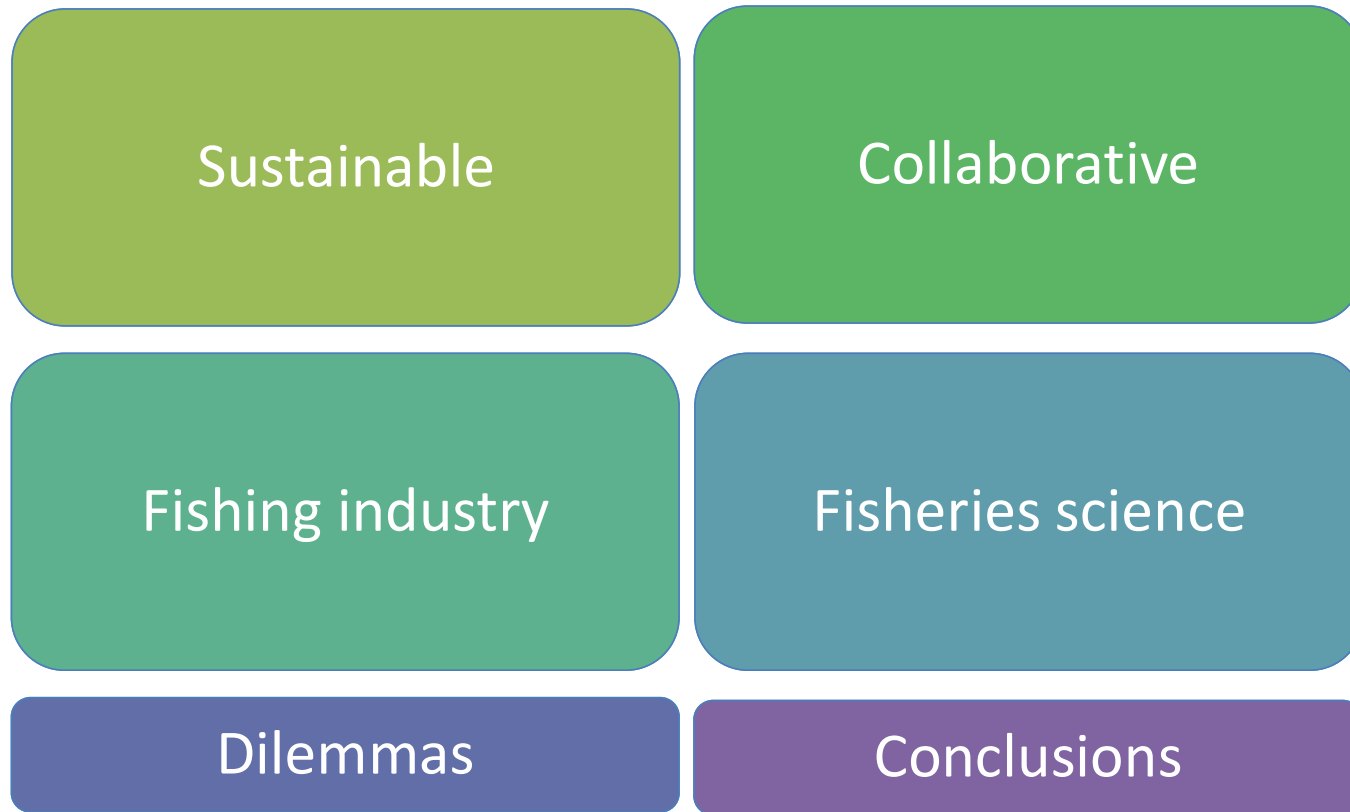 Sustainable
Collaborative
Fishing industry
Fisheries science
Dilemmas
Conclusions